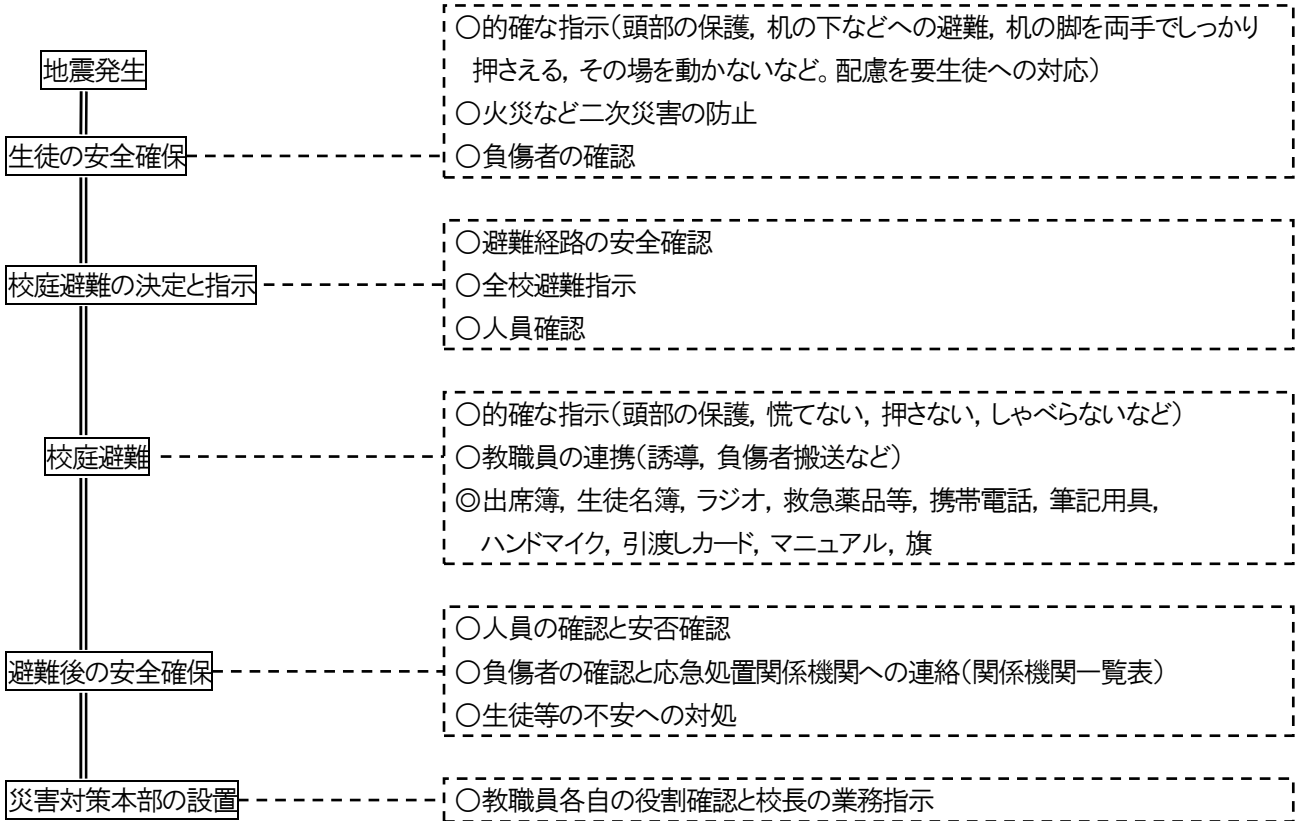 地震発生
生徒の安全確保
○的確な指示（頭部の保護，机の下などへの避難，机の脚を両手でしっかり
押さえる，その場を動かないなど。配慮を要生徒への対応）
○火災など二次災害の防止
○負傷者の確認
校庭避難の決定と指示
○避難経路の安全確認
○全校避難指示
○人員確認
校庭避難
○的確な指示（頭部の保護，慌てない，押さない，しゃべらないなど）
○教職員の連携（誘導，負傷者搬送など）
◎出席簿，生徒名簿，ラジオ，救急薬品等，携帯電話，筆記用具，
ハンドマイク，引渡しカード，マニュアル，旗
避難後の安全確保
○人員の確認と安否確認
○負傷者の確認と応急処置関係機関への連絡（関係機関一覧表）
○生徒等の不安への対処
災害対策本部の設置
○教職員各自の役割確認と校長の業務指示